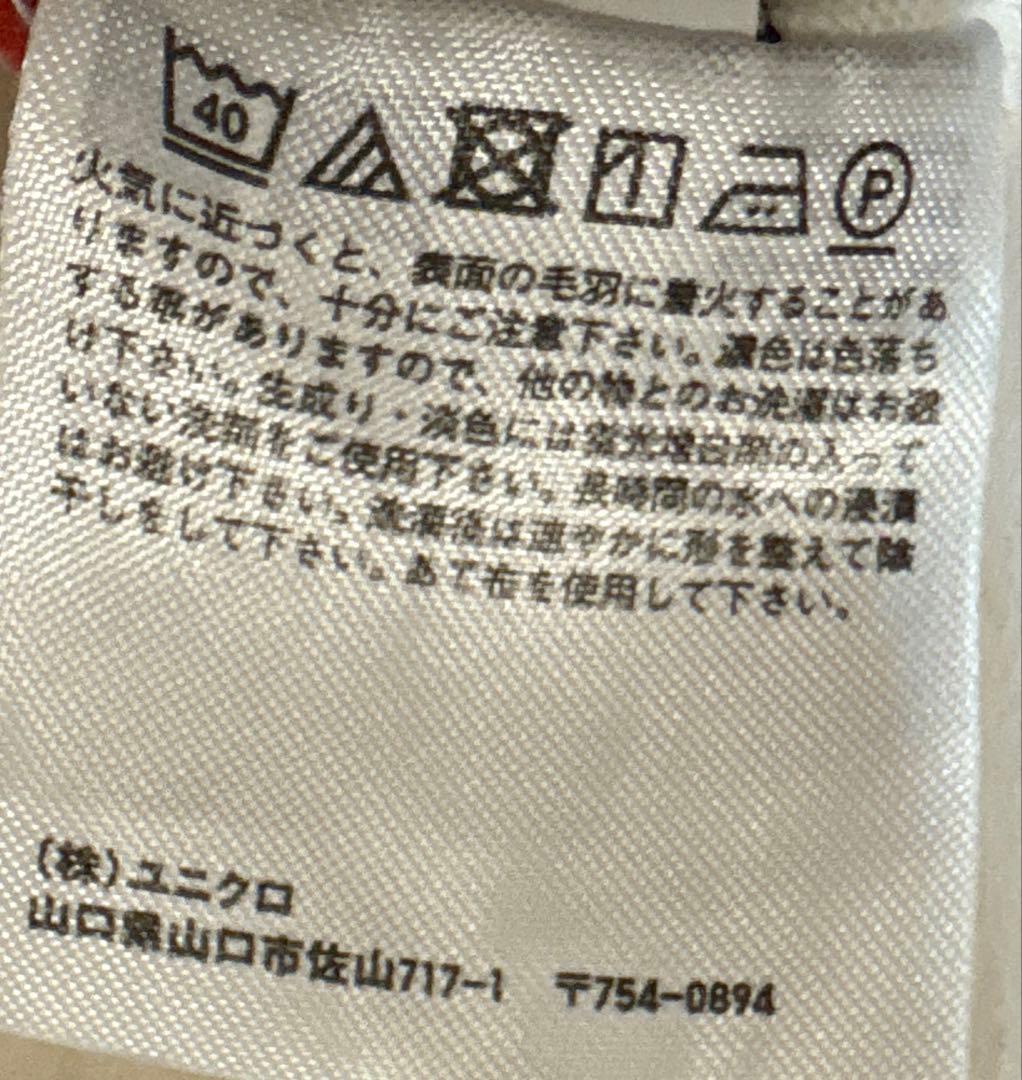 40
P
火気に近づくと、表面の毛羽に着火することがあ
りますので、十分にご注意下さい。濃色は色落ち
する事がありますので、他の物とのお洗濯はお避
け下さい。生成り・淡色には蛍光増白剤の入って
いない洗剤をご使用下さい。長時間の水への浸漬
はお避け下さい。洗濯後は速やかに形を整えて陰
干しをして下さい。あて布を使用して下さい。
(株)ユニクロ
山口県山口市佐山717-1 〒754-0894